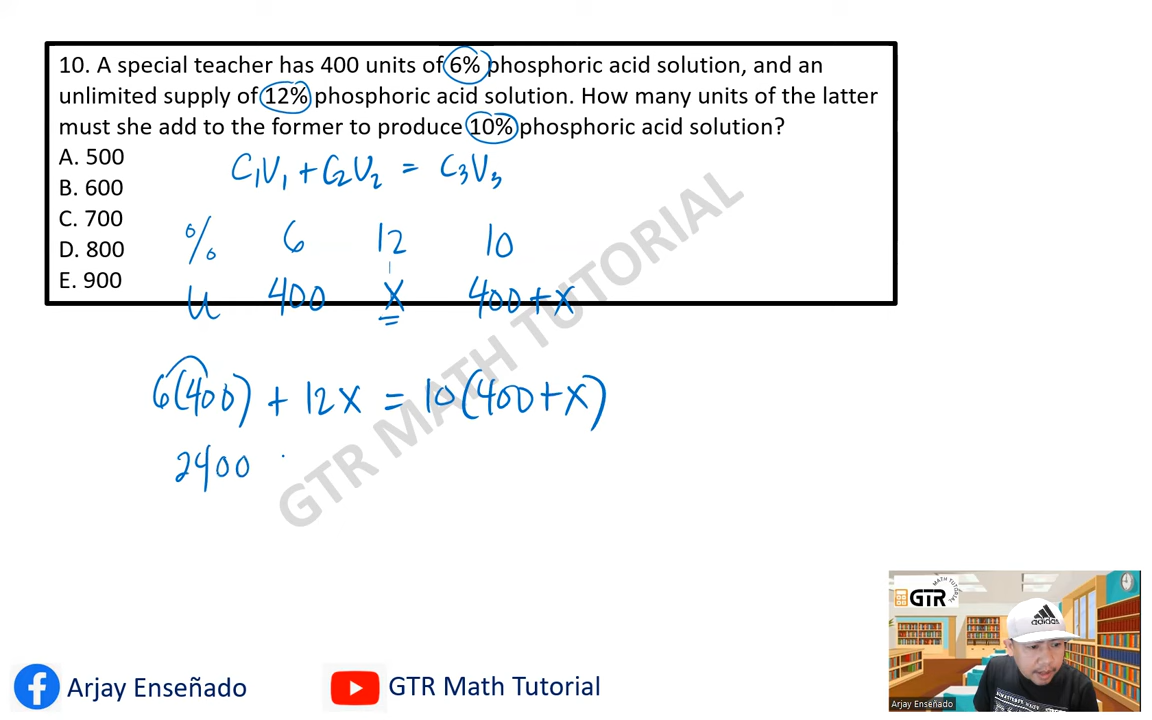 10. A special teacher has 400 units of 6% phosphoric acid solution, and an
unlimited supply of 12% phosphoric acid solution. How many units of the latter
must she add to the former to produce 10% phosphoric acid solution?
A. 500
B. 600
C. 700
D. 800
E. 900
C₁V₁ + C₂V₂ = C₃V₃
% 6 12 10
u 400 x 400+x
6(400) + 12x = 10(400+x)
2400
GTR MATH TUTORIAL
MATH TUTORIAL
GTR
adidas
Arjay Enseñado
Arjay Enseñado
GTR Math Tutorial